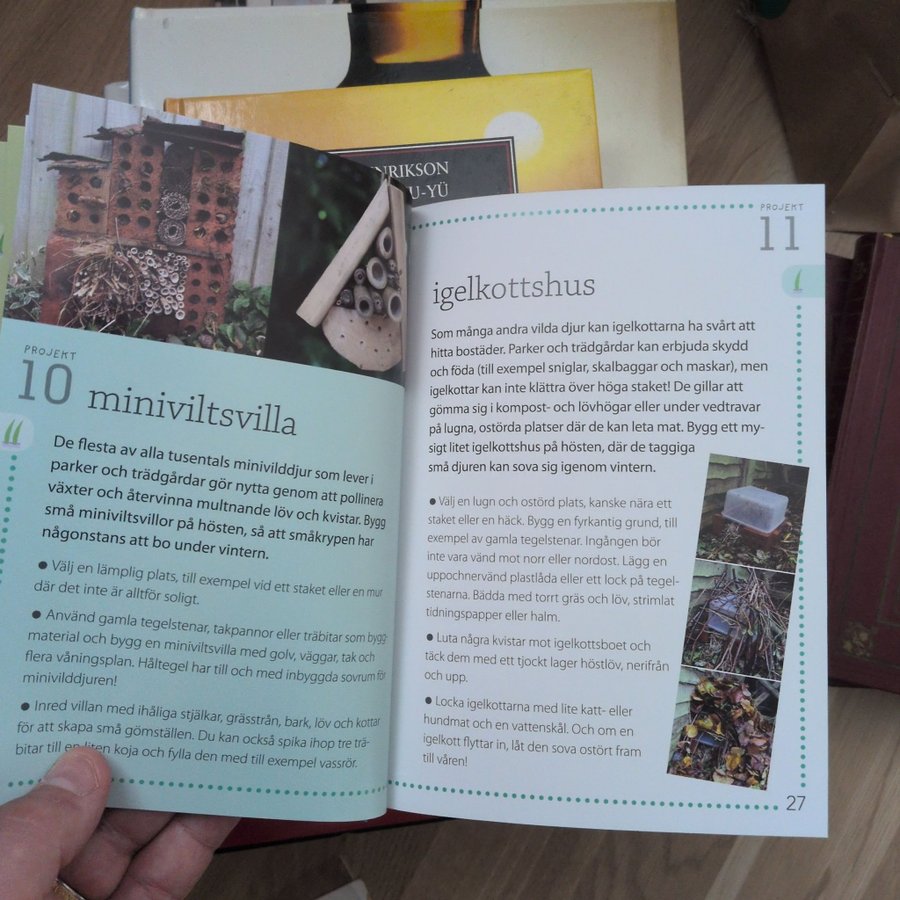 NRIKSON
U-YÜ
PROJEKT
10 miniviltsvilla
De flesta av alla tusentals minivilddjur som lever i
parker och trädgårdar gör nytta genom att pollinera
växter och återvinna multnande löv och kvistar. Bygg
små miniviltsvillor på hösten, så att småkrypen har
någonstans att bo under vintern.
● Välj en lämplig plats, till exempel vid ett staket eller en mur
där det inte är alltför soligt.
● Använd gamla tegelstenar, takpannor eller träbitar som bygg-
material och bygg en miniviltsvilla med golv, väggar, tak och
flera våningsplan. Håltegel har till och med inbyggda sovrum för
minivilddjuren!
● Inred villan med ihåliga stjälkar, grässtrån, bark, löv och kottar
för att skapa små gömställen. Du kan också spika ihop tre trä-
bitar till en liten koja och fylla den med till exempel vassrör.
PROJEKT
11
igelkottshus
Som många andra vilda djur kan igelkottarna ha svårt att
hitta bostäder. Parker och trädgårdar kan erbjuda skydd
och föda (till exempel sniglar, skalbaggar och maskar), men
igelkottar kan inte klättra över höga staket! De gillar att
gömma sig i kompost- och lövhögar eller under vedtravar
på lugna, ostörda platser där de kan leta mat. Bygg ett my-
sigt litet igelkottshus på hösten, där de taggiga
små djuren kan sova sig igenom vintern.
● Välj en lugn och ostörd plats, kanske nära ett
staket eller en häck. Bygg en fyrkantig grund, till
exempel av gamla tegelstenar. Ingången bör
inte vara vänd mot norr eller nordost. Lägg en
uppochnervänd plastlåda eller ett lock på tegel-
stenarna. Bädda med torrt gräs och löv, strimlat
tidningspapper eller halm.
● Luta några kvistar mot igelkottsboet och
täck dem med ett tjockt lager höstlöv, nerifrån
och upp.
● Locka igelkottarna med lite katt- eller
hundmat och en vattenskål. Och om en
igelkott flyttar in, låt den sova ostört fram
till våren!
27